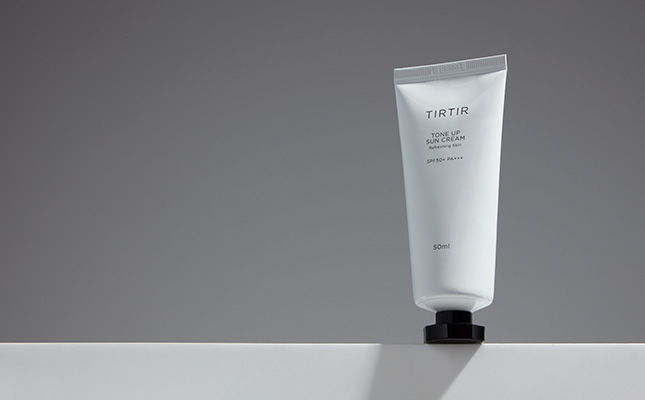 TIRTIR
TONE UP
SUN CREAM
Refreshing Skin
SPF50+ PA+++
50ml